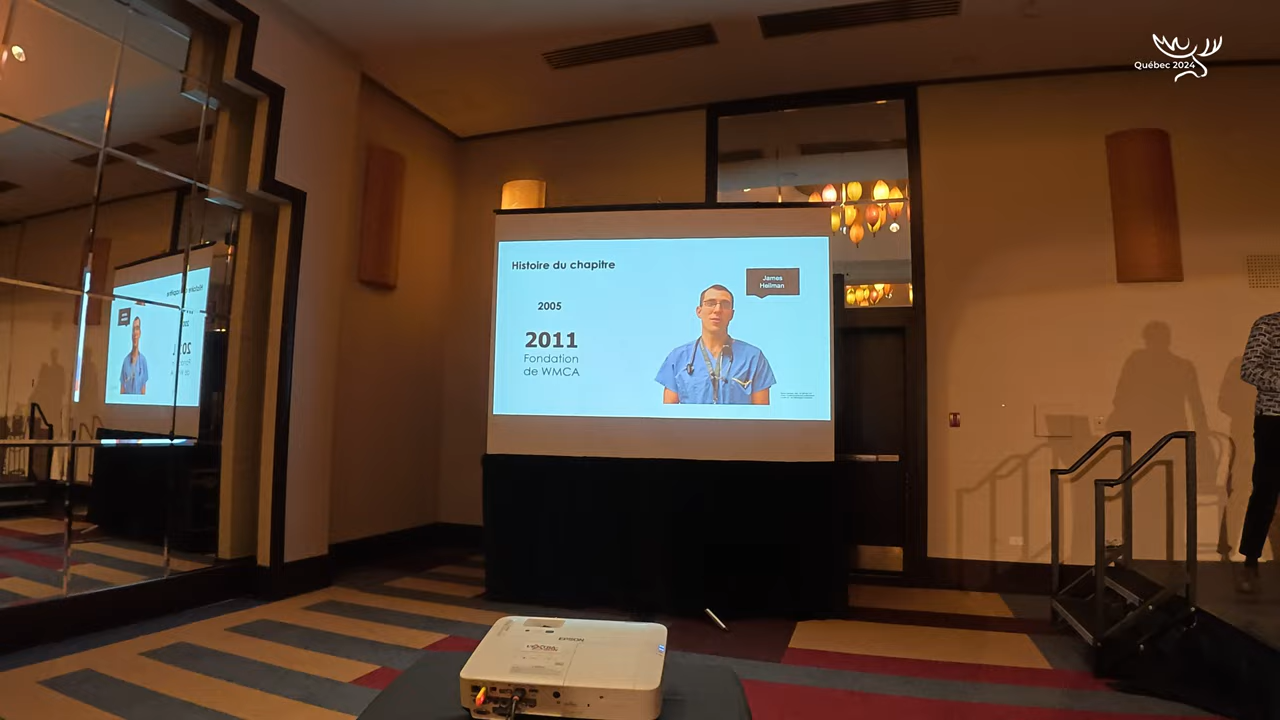 Québec 2024
Histoire du chapitre
James
Heilman
2005
2011
Fondation
de WMCA
EPSON